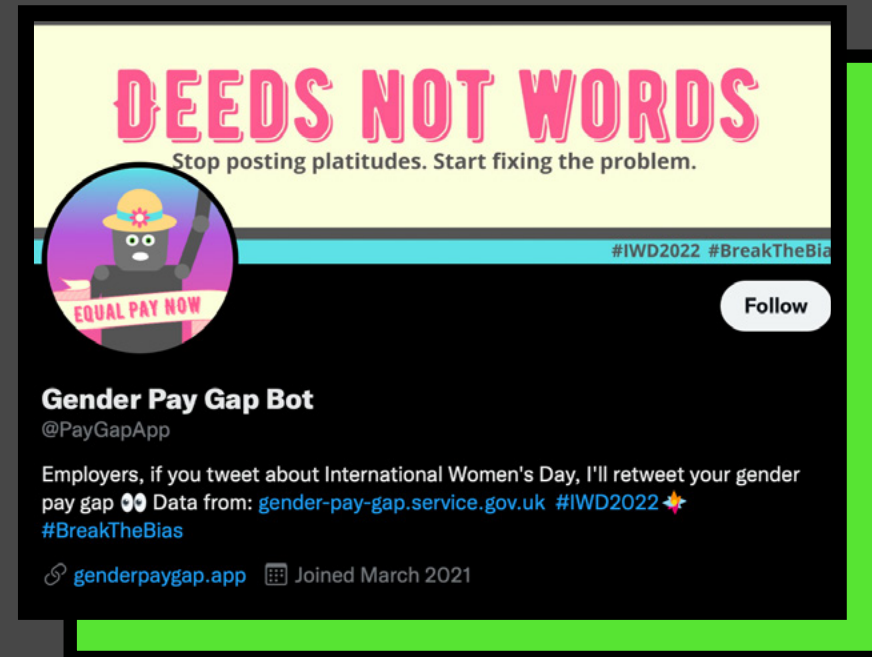 DEEDS NOT WORDS
Stop posting platitudes. Start fixing the problem.
#IWD2022 #BreakTheBia
EQUAL PAY NOW
Follow
Gender Pay Gap Bot
@PayGapApp
Employers, if you tweet about International Women's Day, I'll retweet your gender
pay gap 👀 Data from: gender-pay-gap.service.gov.uk #IWD2022
#BreakTheBias
genderpaygap.app Joined March 2021